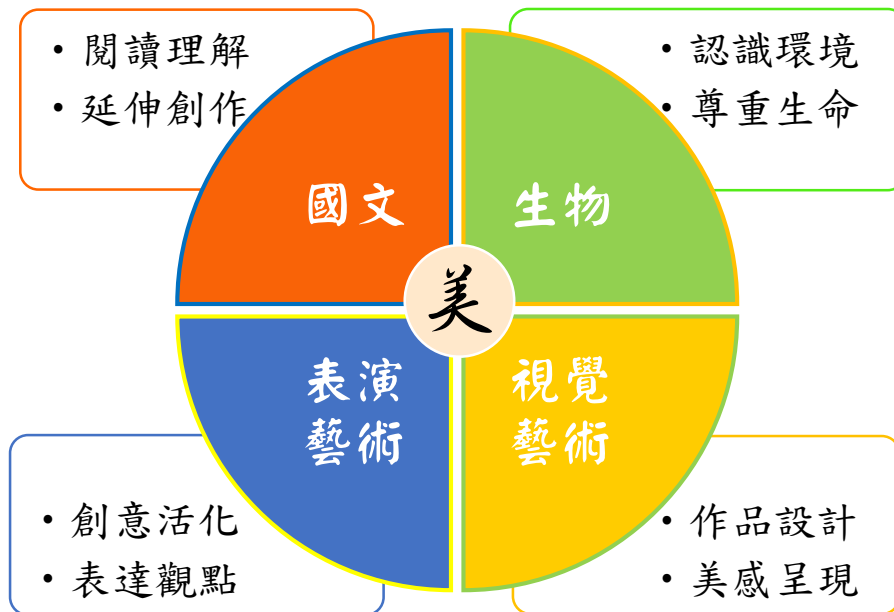 • 閱讀理解
• 延伸創作
• 認識環境
• 尊重生命
國文
生物
美
表演
藝術
視覺
藝術
• 創意活化
• 表達觀點
• 作品設計
• 美感呈現